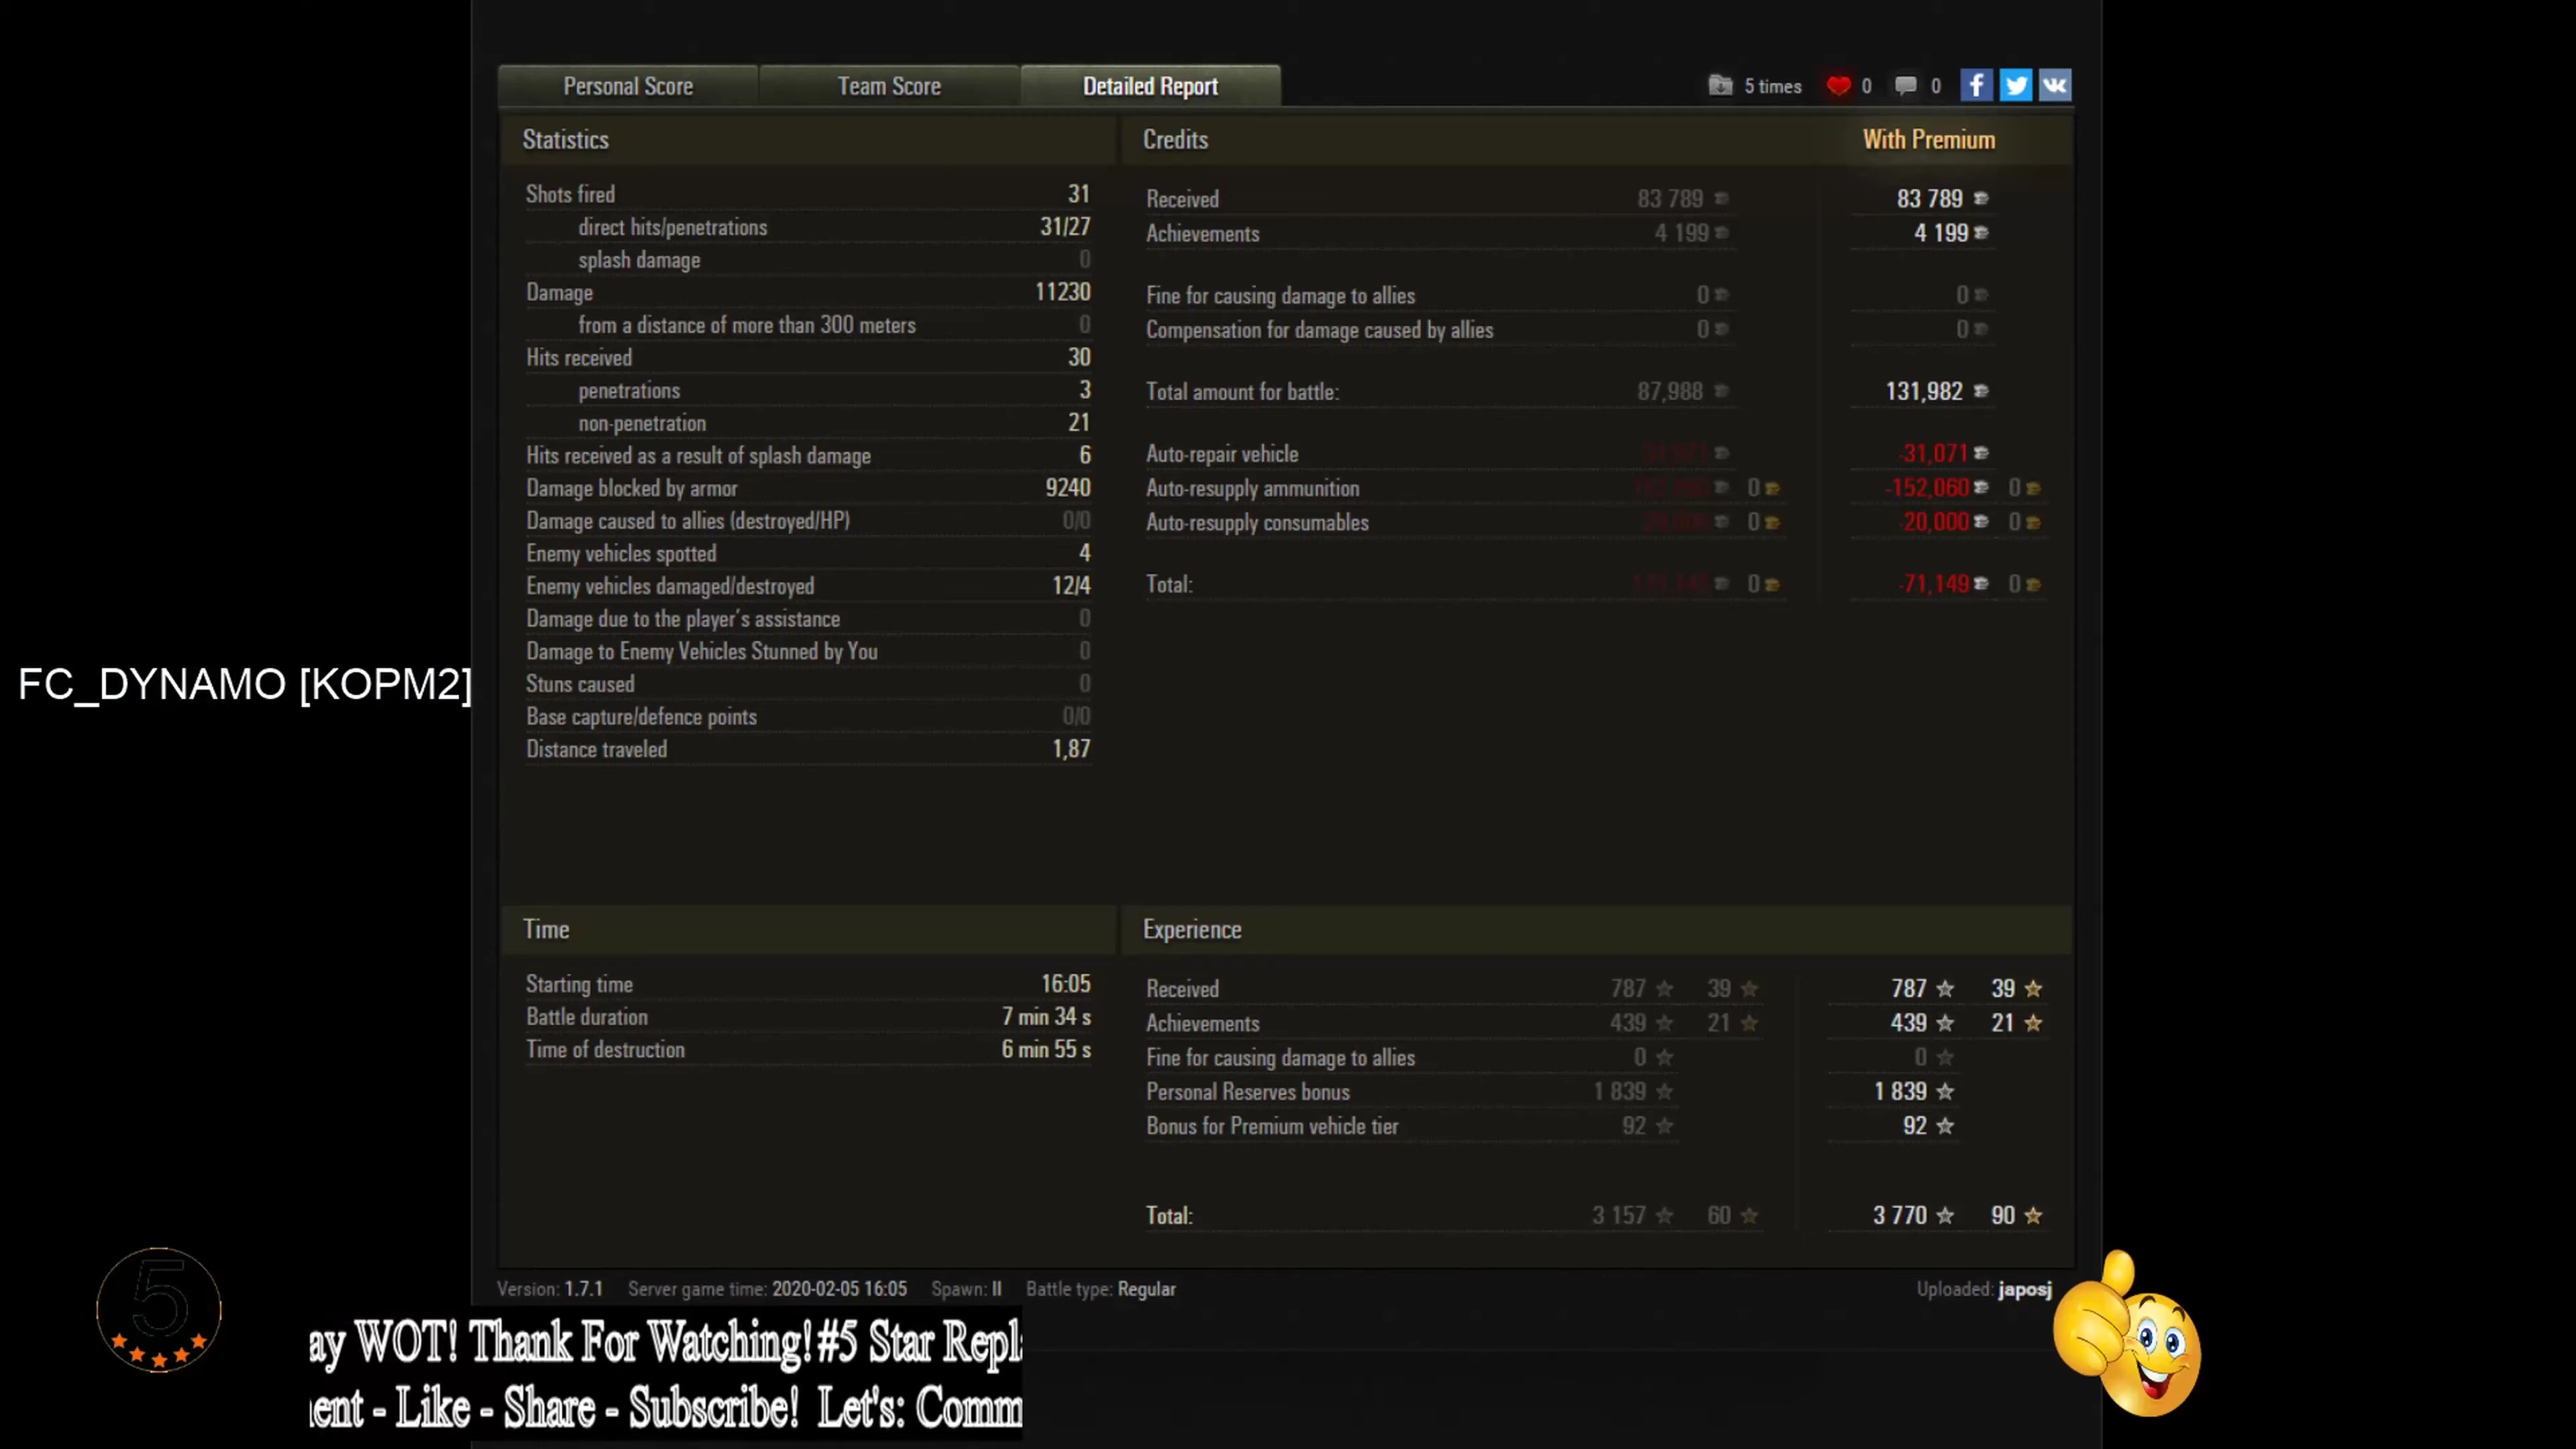 Personal Score Team Score Detailed Report 5 times 0 0
Statistics
Shots fired 31
direct hits/penetrations 31/27
splash damage 0
Damage 11230
from a distance of more than 300 meters 0
Hits received 30
penetrations 3
non-penetration 21
Hits received as a result of splash damage 6
Damage blocked by armor 9240
Damage caused to allies (destroyed/HP) 0/0
Enemy vehicles spotted 4
Enemy vehicles damaged/destroyed 12/4
Damage due to the player's assistance 0
Damage to Enemy Vehicles Stunned by You 0
Stuns caused 0
Base capture/defence points 0/0
Distance traveled 1,87
Credits With Premium
Received 83 789 83 789
Achievements 4 199 4 199
Fine for causing damage to allies 0 0
Compensation for damage caused by allies 0 0
Total amount for battle: 87,988 131,982
Auto-repair vehicle -31,071
Auto-resupply ammunition 0 -152,060 0
Auto-resupply consumables 0 -20,000 0
Total: 0 -71,149 0
FC_DYNAMO [KOPM2]
Time
Starting time 16:05
Battle duration 7 min 34 s
Time of destruction 6 min 55 s
Experience
Received 787 39 787 39
Achievements 439 21 439 21
Fine for causing damage to allies 0 0
Personal Reserves bonus 1 839 1 839
Bonus for Premium vehicle tier 92 92
Total: 3 157 60 3 770 90
Version: 1.7.1 Server game time: 2020-02-05 16:05 Spawn: II Battle type: Regular Uploaded: japosj
5
ay WOT! Thank For Watching! #5 Star Repl
ent - Like - Share - Subscribe! Let's: Comm